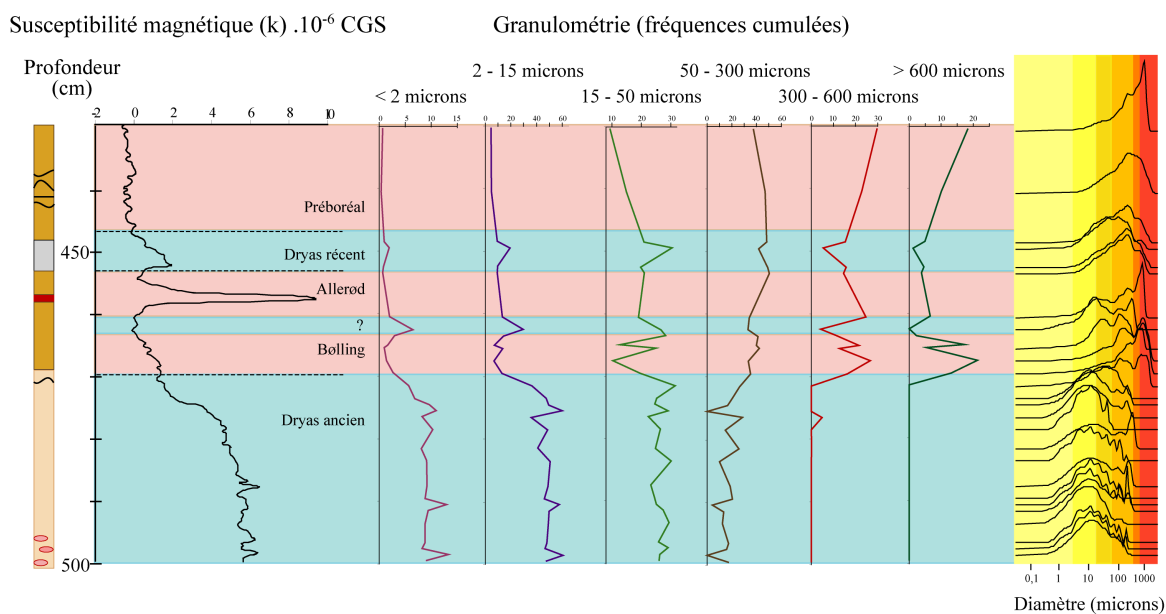 Susceptibilité magnétique (k) .10⁻⁶ CGS
Granulométrie (fréquences cumulées)
Profondeur
(cm)
-2 0 2 4 6 8 10
< 2 microns
0 5 10 15
2 - 15 microns
0 10 20 30 40 50 60
15 - 50 microns
10 20 30
50 - 300 microns
0 20 40 60
300 - 600 microns
0 10 20 30
> 600 microns
0 10 20
Préboréal
450
Dryas récent
Allerød
?
Bølling
Dryas ancien
500
0,1 1 10 100 1000
Diamètre (microns)